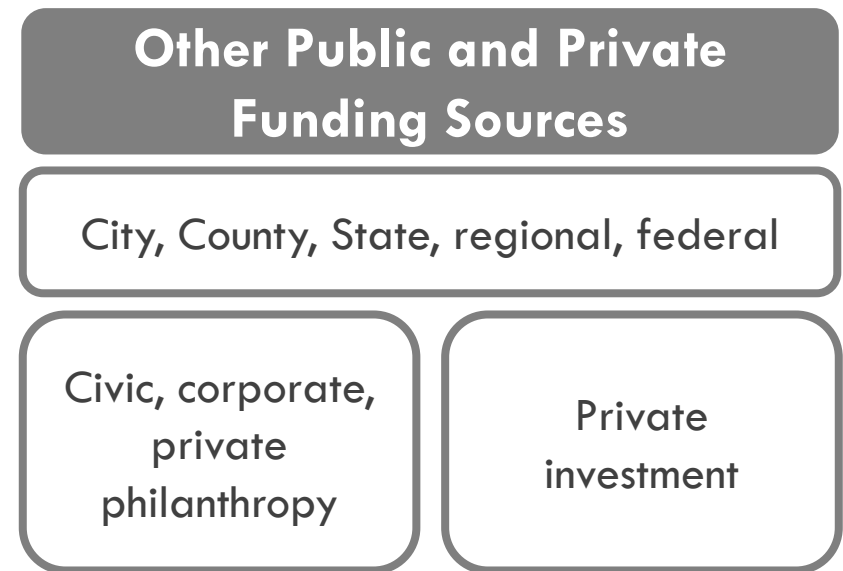 Other Public and Private
Funding Sources
City, County, State, regional, federal
Civic, corporate,
private
philanthropy
Private
investment